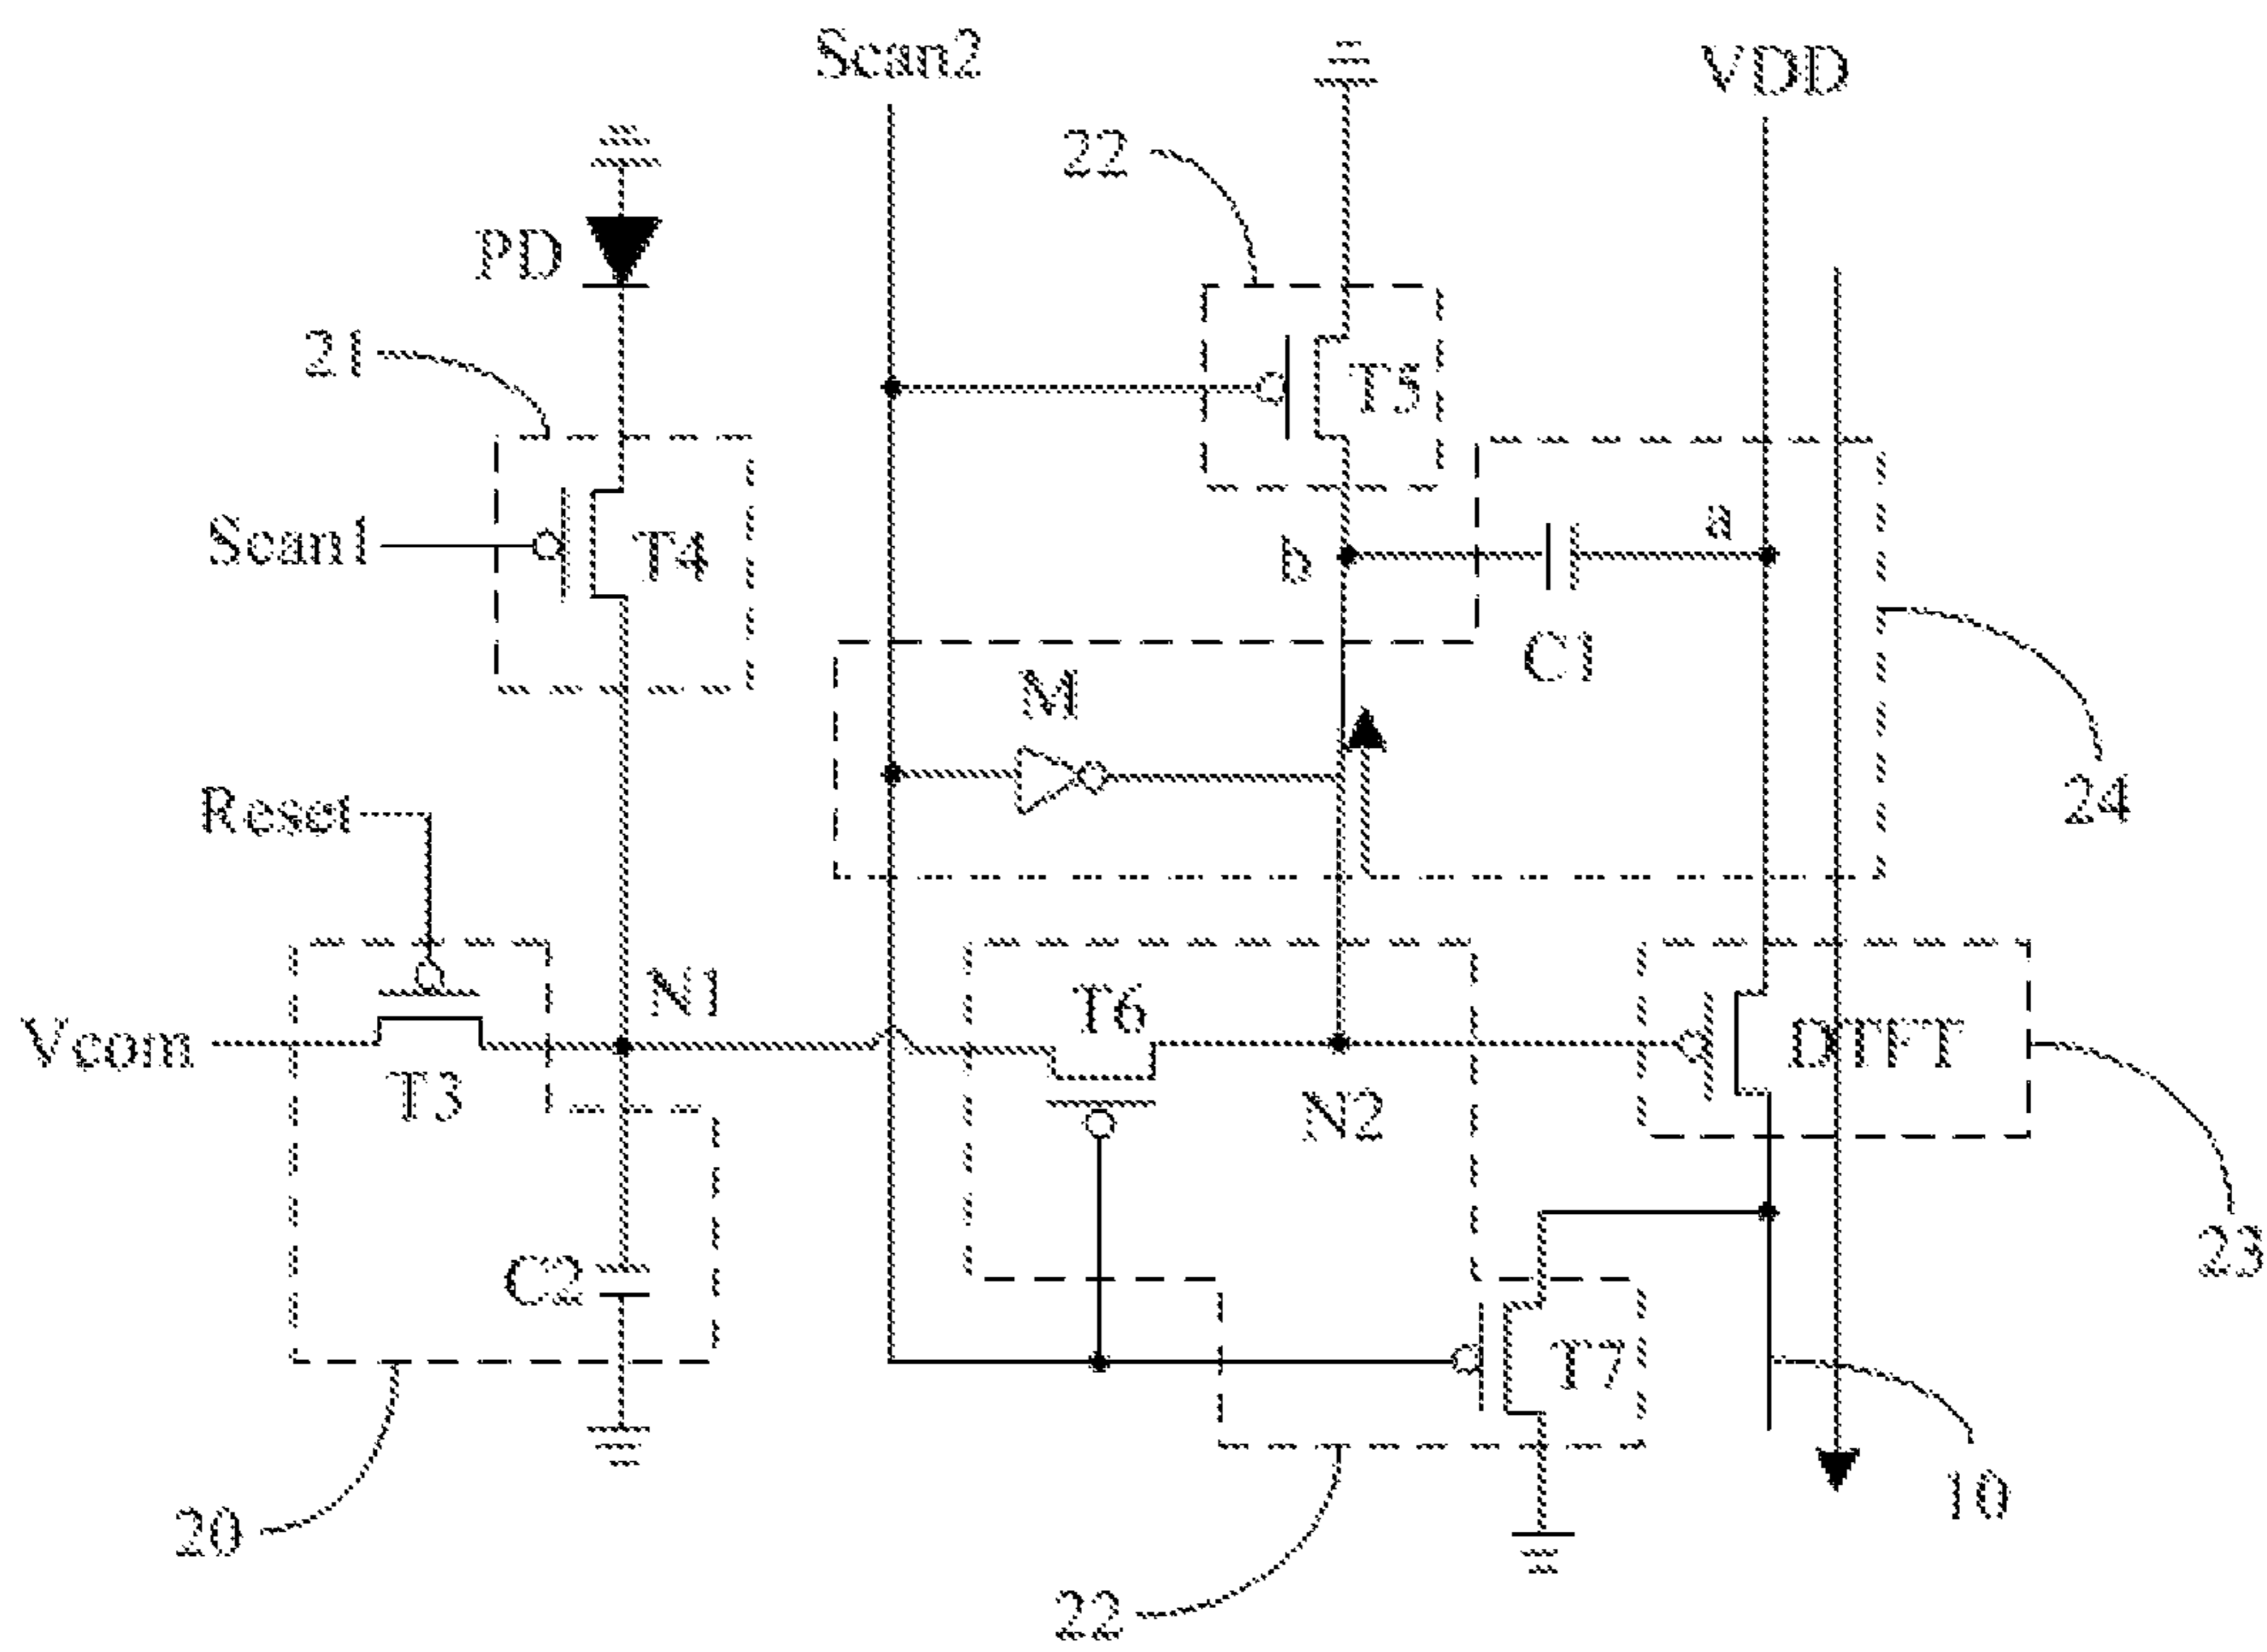 Scan2
VDD
22
PD
21
T5
Scan1
T4
b
a
C1
M
Reset
24
N1
T6
Vcom
DTFT
T3
N2
C2
23
T7
10
20
22